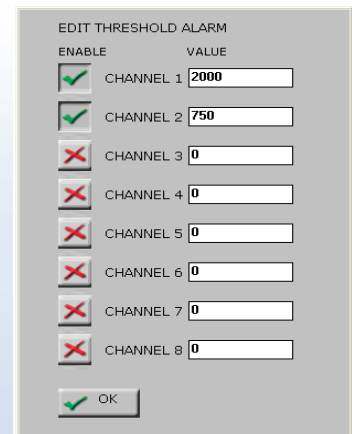 EDIT THRESHOLD ALARM
ENABLE VALUE
CHANNEL 1 2000
CHANNEL 2 750
CHANNEL 3 0
CHANNEL 4 0
CHANNEL 5 0
CHANNEL 6 0
CHANNEL 7 0
CHANNEL 8 0
OK